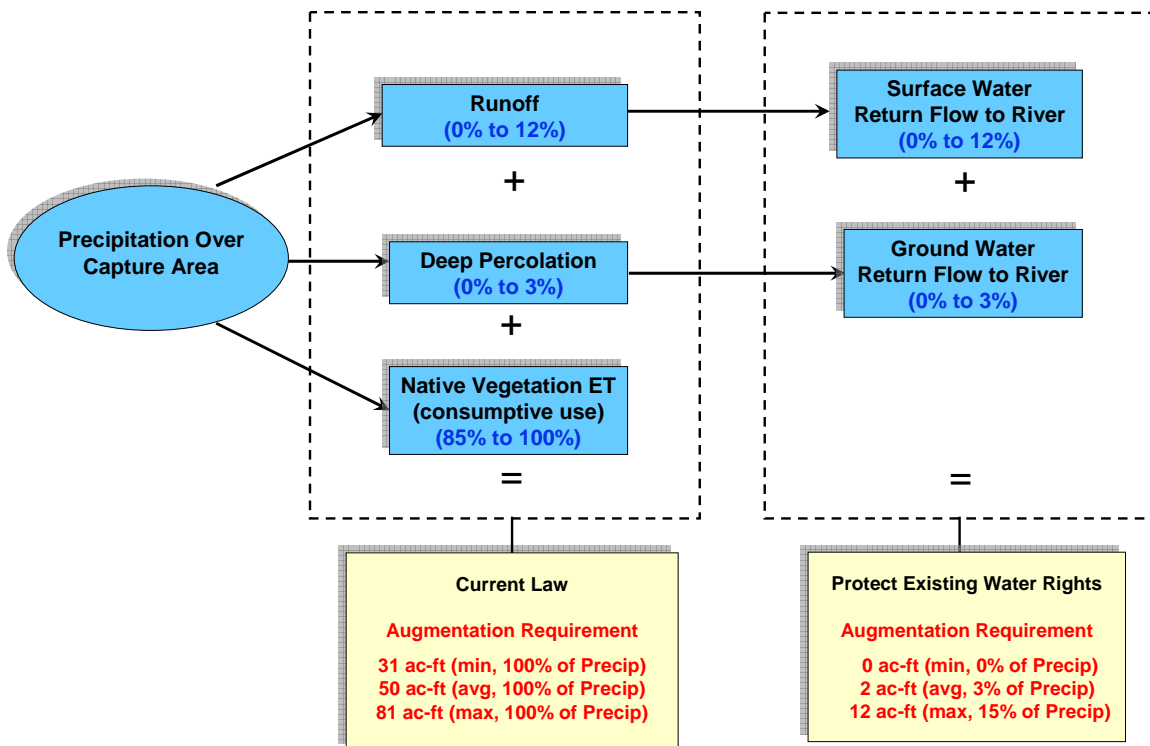 Precipitation Over
Capture Area
Runoff
(0% to 12%)
+
Deep Percolation
(0% to 3%)
+
Native Vegetation ET
(consumptive use)
(85% to 100%)
=
Surface Water
Return Flow to River
(0% to 12%)
+
Ground Water
Return Flow to River
(0% to 3%)
=
Current Law
Augmentation Requirement
31 ac-ft (min, 100% of Precip)
50 ac-ft (avg, 100% of Precip)
81 ac-ft (max, 100% of Precip)
Protect Existing Water Rights
Augmentation Requirement
0 ac-ft (min, 0% of Precip)
2 ac-ft (avg, 3% of Precip)
12 ac-ft (max, 15% of Precip)